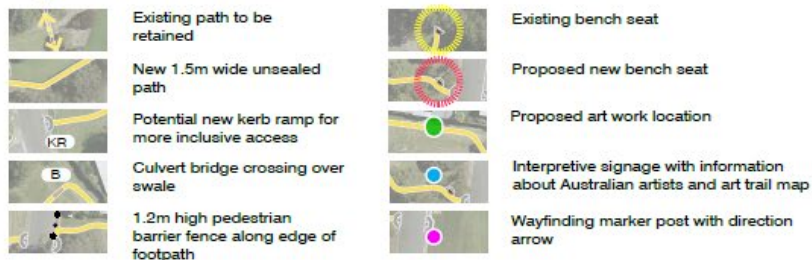 Existing path to be
retained
New 1.5m wide unsealed
path
KR
Potential new kerb ramp for
more inclusive access
B
Culvert bridge crossing over
swale
1.2m high pedestrian
barrier fence along edge of
footpath
Existing bench seat
Proposed new bench seat
Proposed art work location
Interpretive signage with information
about Australian artists and art trail map
Wayfinding marker post with direction
arrow